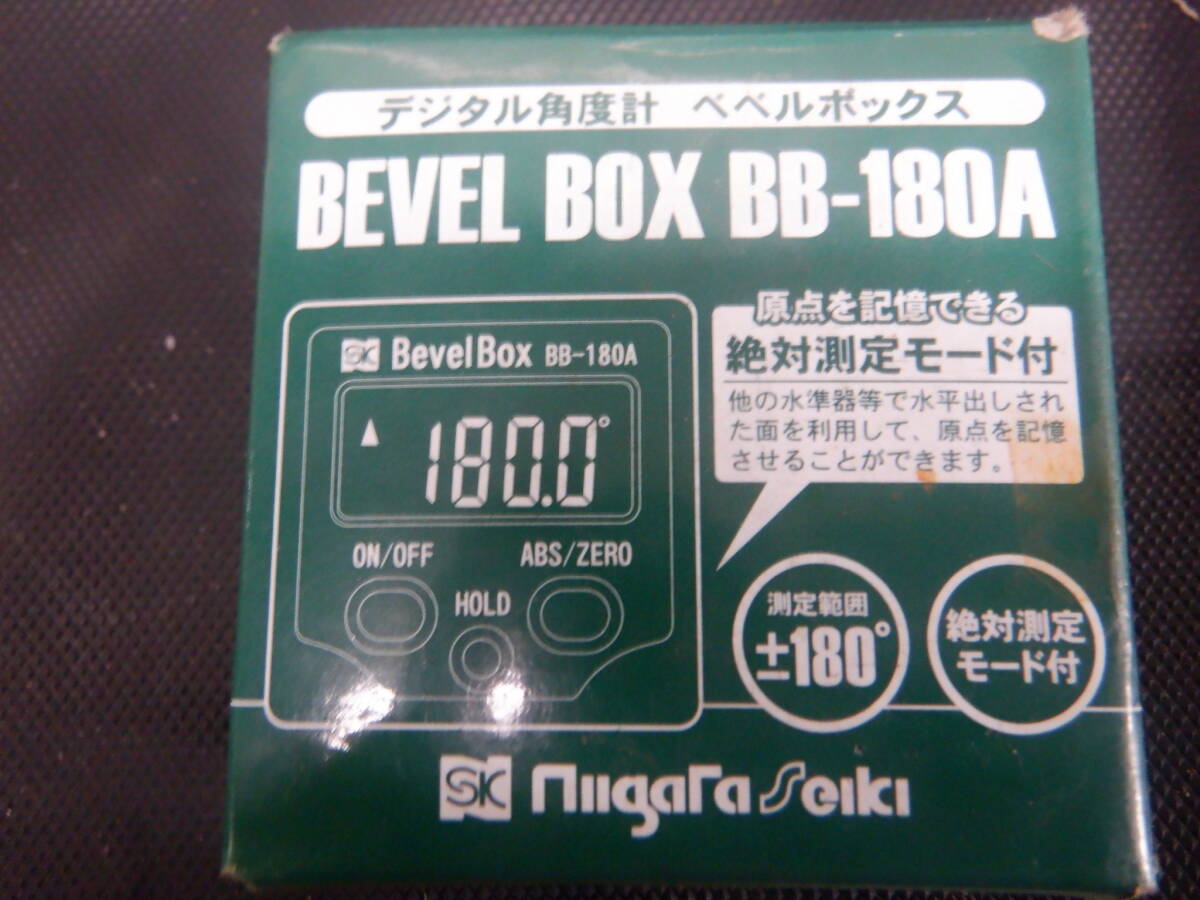 デジタル角度計 ベベルボックス
BEVEL BOX BB-180A
原点を記憶できる
絶対測定モード付
他の水準器等で水平出しされ
た面を利用して、原点を記憶
させることができます。
SK BevelBox BB-180A
180.0°
ON/OFF
ABS/ZERO
HOLD
測定範囲
±180°
絶対測定
モード付
SK Niigata Seiki